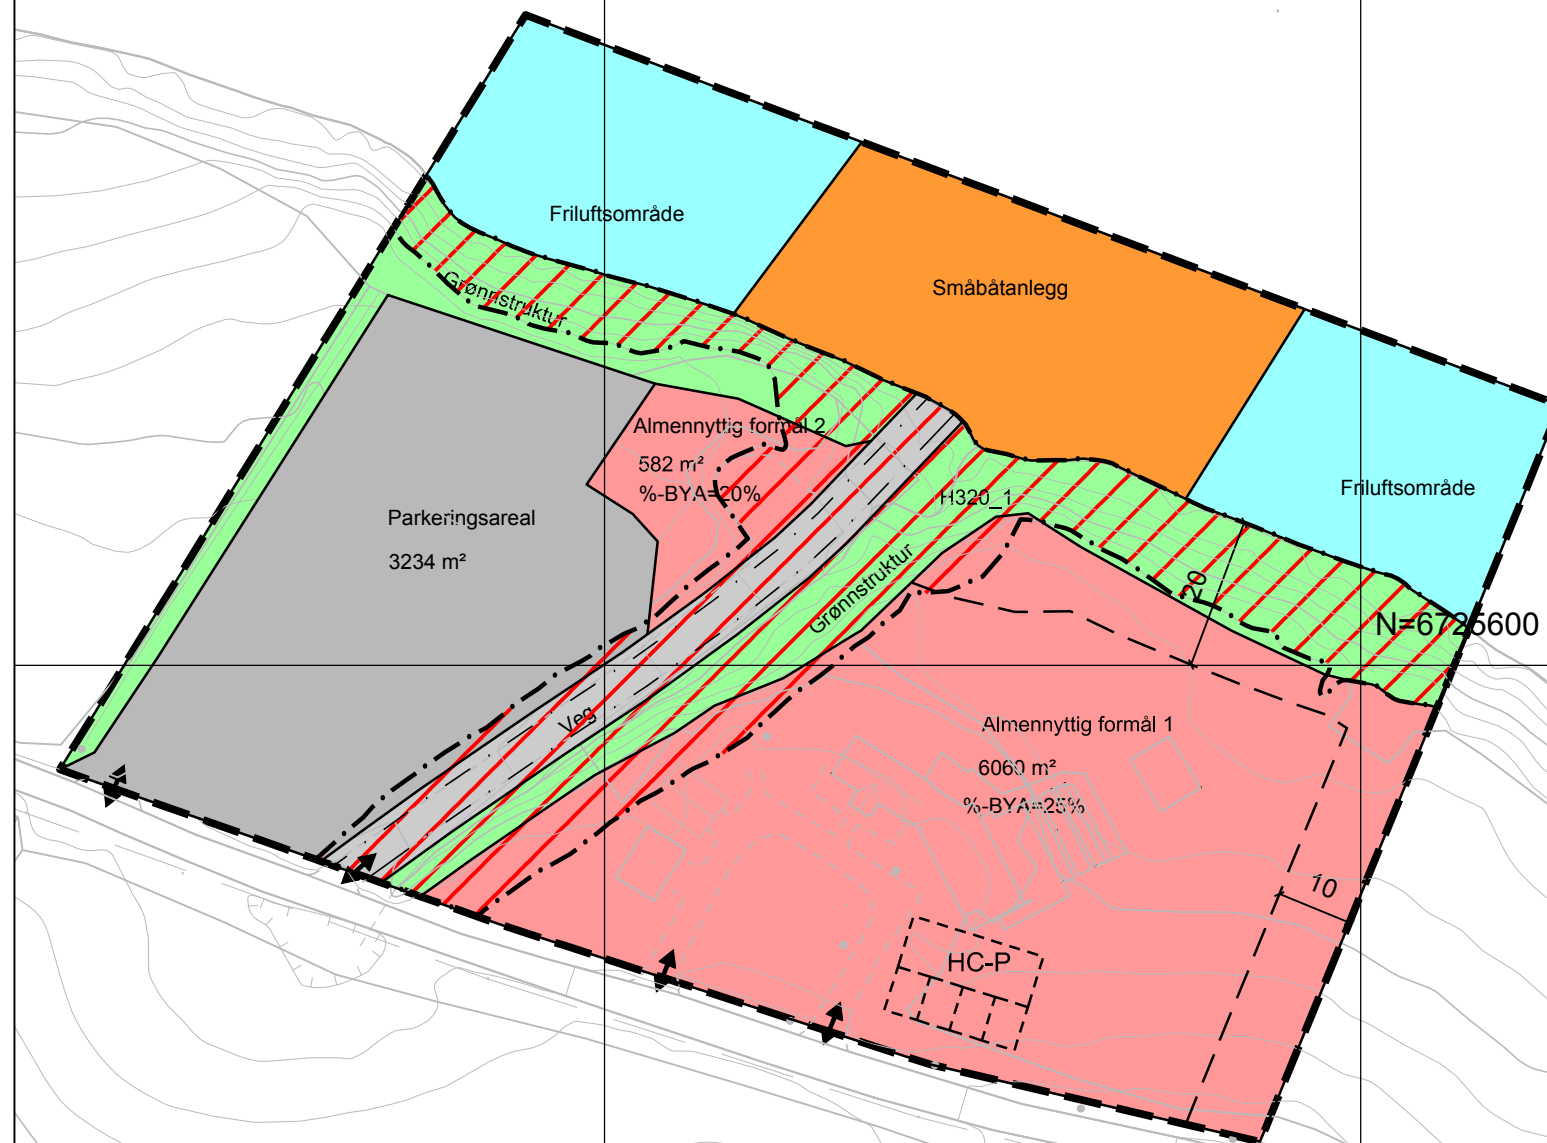 Friluftsområde
Småbåtanlegg
Grønnstruktur
Almennyttig formål 2
582 m²
%-BYA=20%
Friluftsområde
H320_1
Parkeringsareal
3234 m²
Grønnstruktur
20
N=6725600
Veg
Almennyttig formål 1
6060 m²
%-BYA=25%
10
HC-P